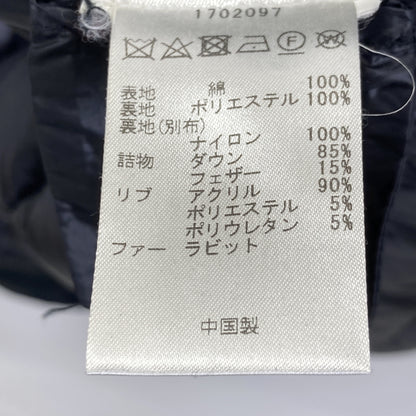 1702097
表地 綿 100%
裏地 ポリエステル 100%
裏地(別布)
ナイロン 100%
詰物 ダウン 85%
フェザー 15%
リブ アクリル 90%
ポリエステル 5%
ポリウレタン 5%
ファー ラビット
中国製